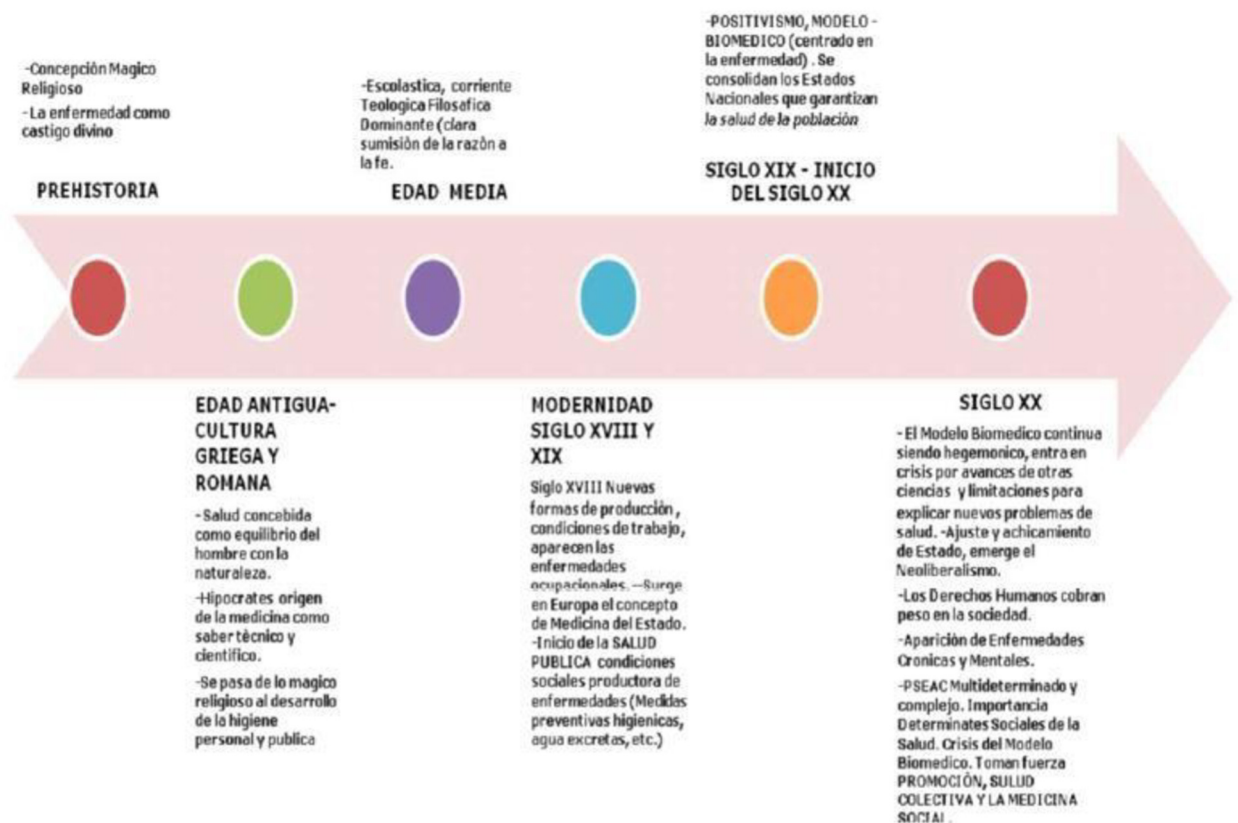 -Concepción Magico
Religioso
-La enfermedad como
castigo divino
PREHISTORIA
EDAD ANTIGUA-
CULTURA
GRIEGA Y
ROMANA
-Salud concebida
como equilibrio del
hombre con la
naturaleza.
-Hipocrates origen
de la medicina como
saber tècnico y
cientifico.
-Se pasa de lo magico
religioso al desarrollo
de la higiene
personal y publica
-Escolastica, corriente
Teologica Filosafica
Dominante (clara
sumisiòn de la razòn a
la fe.
EDAD MEDIA
MODERNIDAD
SIGLO XVIII Y
XIX
Siglo XVIII Nuevas
formas de producciòn,
condiciones de trabajo,
aparecen las
enfermedades
ocupacionales. —Surge
en Europa el concepto
de Medicina del Estado.
-Inicio de la SALUD
PUBLICA condiciones
sociales productora de
enfermedades (Medidas
preventivas higienicas,
agua excretas, etc.)
-POSITIVISMO, MODELO -
BIOMEDICO (centrado en
la enfermedad) . Se
consolidan los Estados
Nacionales que garantizan
la salud de la población
SIGLO XIX - INICIO
DEL SIGLO XX
SIGLO XX
-El Modelo Biomedico continua
siendo hegemonico, entra en
crisis por avances de otras
ciencias y limitaciones para
explicar nuevos problemas de
salud. -Ajuste y achicamiento
de Estado, emerge el
Neoliberalismo.
-Los Derechos Humanos cobran
peso en la sociedad.
-Apariciòn de Enfermedades
Cronicas y Mentales.
-PSEAC Multideterminado y
complejo. Importancia
Determinates Sociales de la
Salud. Crisis del Modelo
Biomedico. Toman fuerza
PROMOCIÒN, SULUD
COLECTIVA Y LA MEDICINA
SOCIAL.